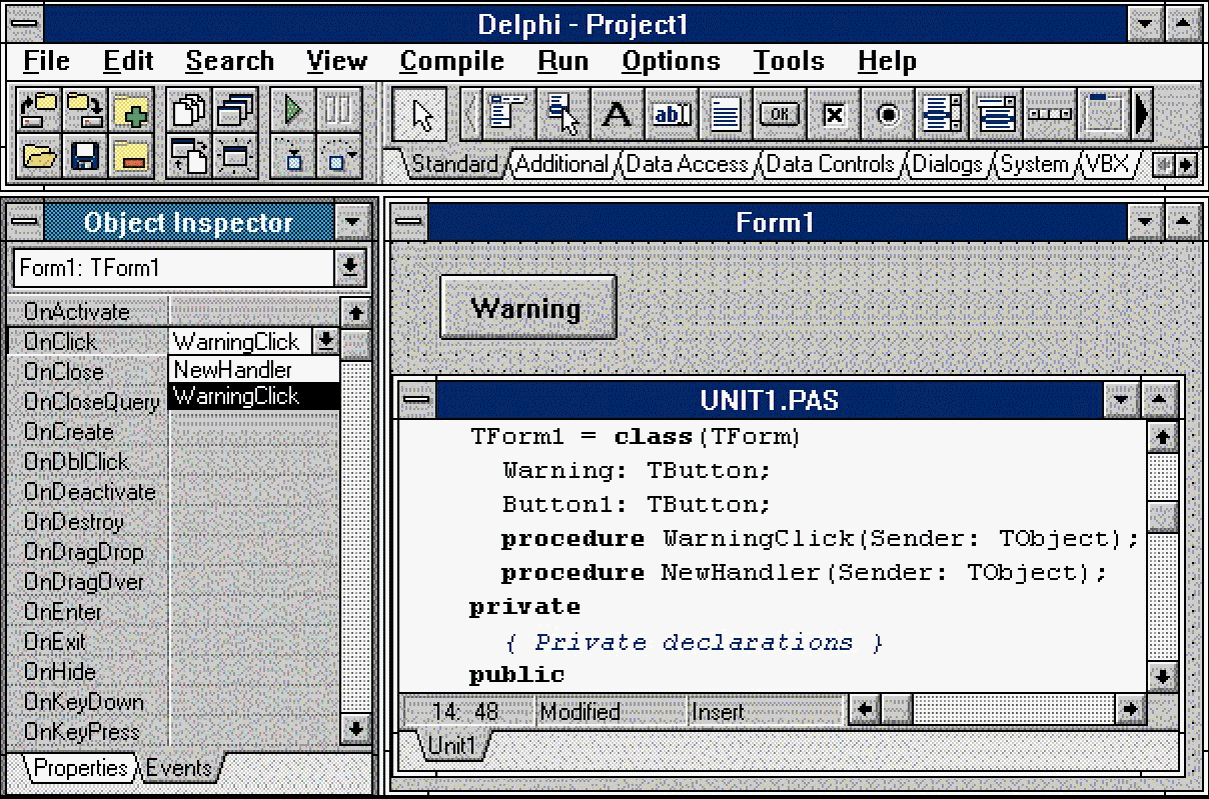 Delphi - Project1
File Edit Search View Compile Run Options Tools Help
A ab OK
Standard Additional Data Access Data Controls Dialogs System VBX
Object Inspector
Form1: TForm1
OnActivate
OnClick WarningClick
OnClose NewHandler
OnCloseQuery WarningClick
OnCreate
OnDblClick
OnDeactivate
OnDestroy
OnDragDrop
OnDragOver
OnEnter
OnExit
OnHide
OnKeyDown
OnKeyPress
Properties Events
Form1
Warning
UNIT1.PAS
TForm1 = class(TForm)
Warning: TButton;
Button1: TButton;
procedure WarningClick(Sender: TObject);
procedure NewHandler(Sender: TObject);
private
{ Private declarations }
public
14: 48 Modified Insert
Unit1